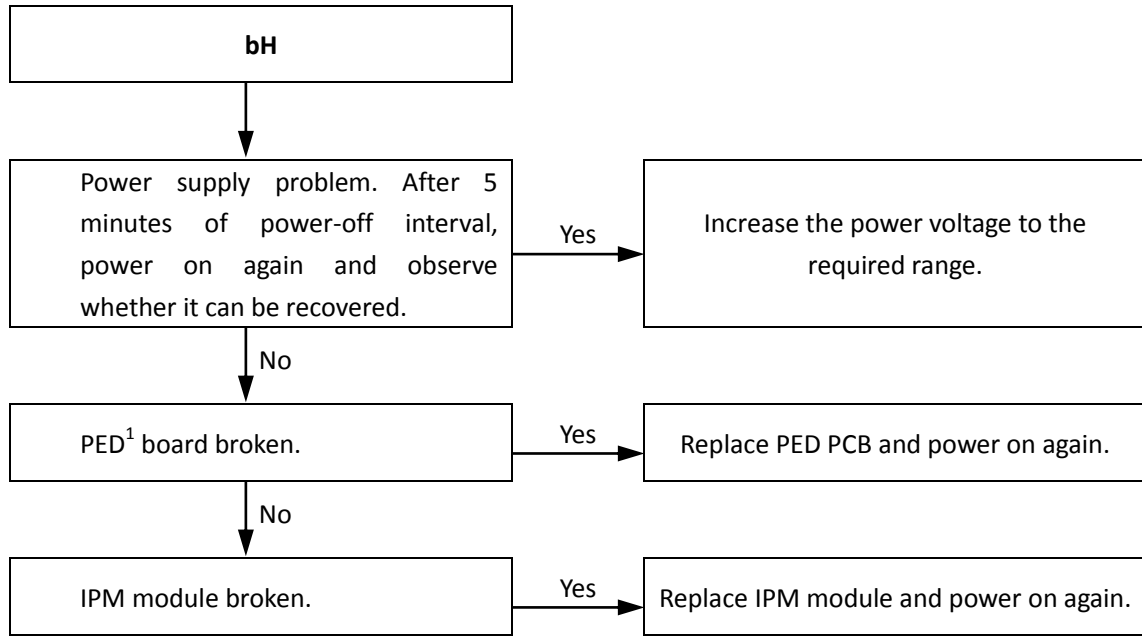 bH
Power supply problem. After 5
minutes of power-off interval,
power on again and observe
whether it can be recovered.
Yes
Increase the power voltage to the
required range.
No
PED¹ board broken.
Yes
Replace PED PCB and power on again.
No
IPM module broken.
Yes
Replace IPM module and power on again.